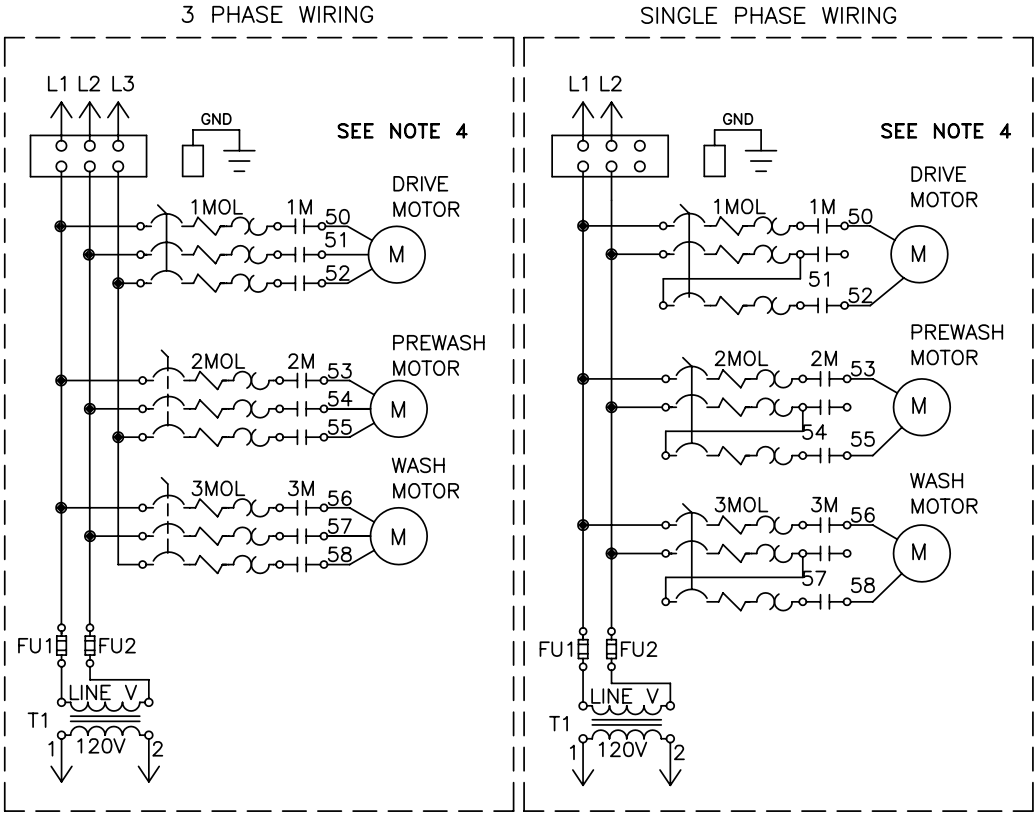 3 PHASE WIRING
L1 L2 L3
GND
SEE NOTE 4
DRIVE
MOTOR
1MOL
1M
50
51
52
M
PREWASH
MOTOR
2MOL
2M
53
54
55
M
WASH
MOTOR
3MOL
3M
56
57
58
M
FU1
FU2
LINE V
T1
120V
1
2
SINGLE PHASE WIRING
L1 L2
GND
SEE NOTE 4
DRIVE
MOTOR
1MOL
1M
50
51
52
M
PREWASH
MOTOR
2MOL
2M
53
54
55
M
WASH
MOTOR
3MOL
3M
56
57
58
M
FU1
FU2
LINE V
T1
120V
1
2